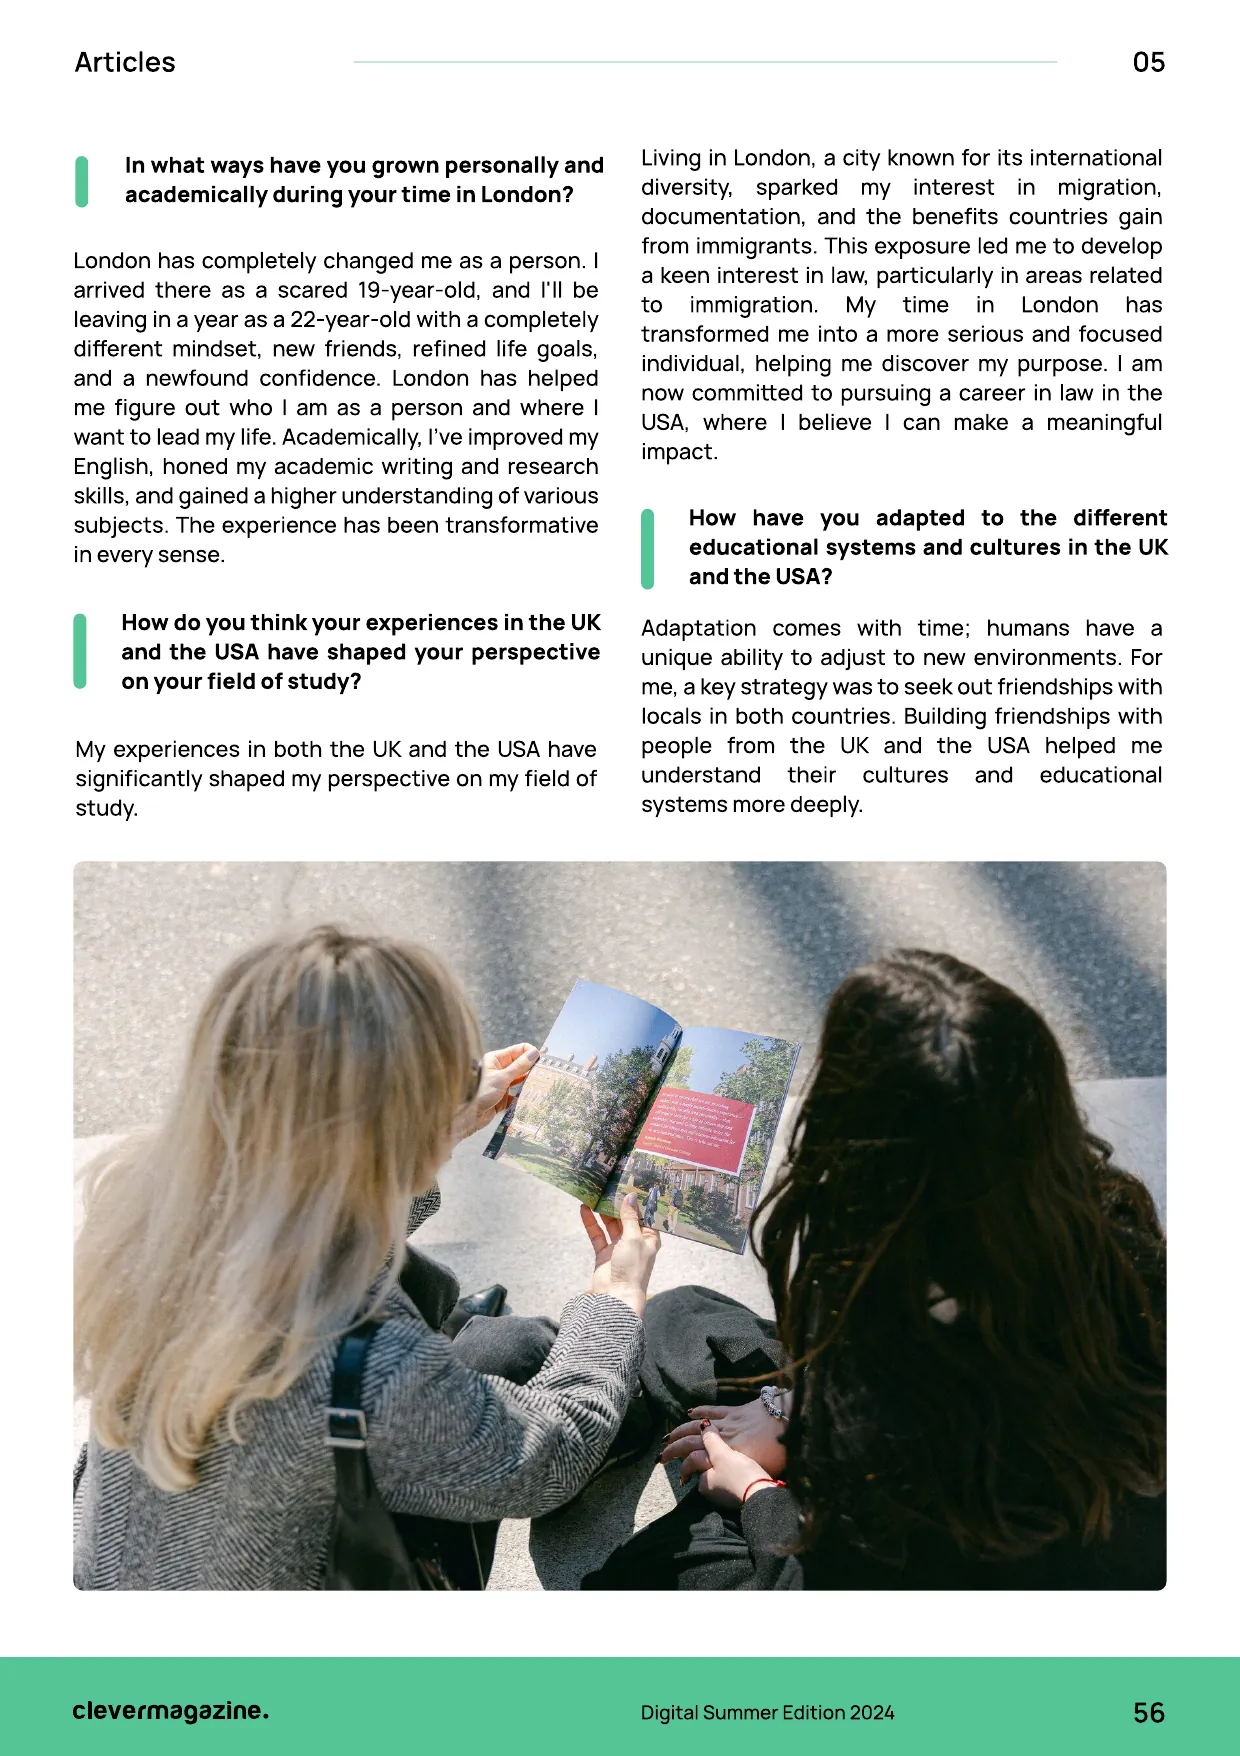 Articles
05
In what ways have you grown personally and
academically during your time in London?
London has completely changed me as a person. I
arrived there as a scared 19-year-old, and I'll be
leaving in a year as a 22-year-old with a completely
different mindset, new friends, refined life goals,
and a newfound confidence. London has helped
me figure out who I am as a person and where I
want to lead my life. Academically, I've improved my
English, honed my academic writing and research
skills, and gained a higher understanding of various
subjects. The experience has been transformative
in every sense.
How do you think your experiences in the UK
and the USA have shaped your perspective
on your field of study?
My experiences in both the UK and the USA have
significantly shaped my perspective on my field of
study.
Living in London, a city known for its international
diversity, sparked my interest in migration,
documentation, and the benefits countries gain
from immigrants. This exposure led me to develop
a keen interest in law, particularly in areas related
to immigration. My time in London has
transformed me into a more serious and focused
individual, helping me discover my purpose. I am
now committed to pursuing a career in law in the
USA, where I believe I can make a meaningful
impact.
How have you adapted to the different
educational systems and cultures in the UK
and the USA?
Adaptation comes with time; humans have a
unique ability to adjust to new environments. For
me, a key strategy was to seek out friendships with
locals in both countries. Building friendships with
people from the UK and the USA helped me
understand their cultures and educational
systems more deeply.
clevermagazine.
Digital Summer Edition 2024
56